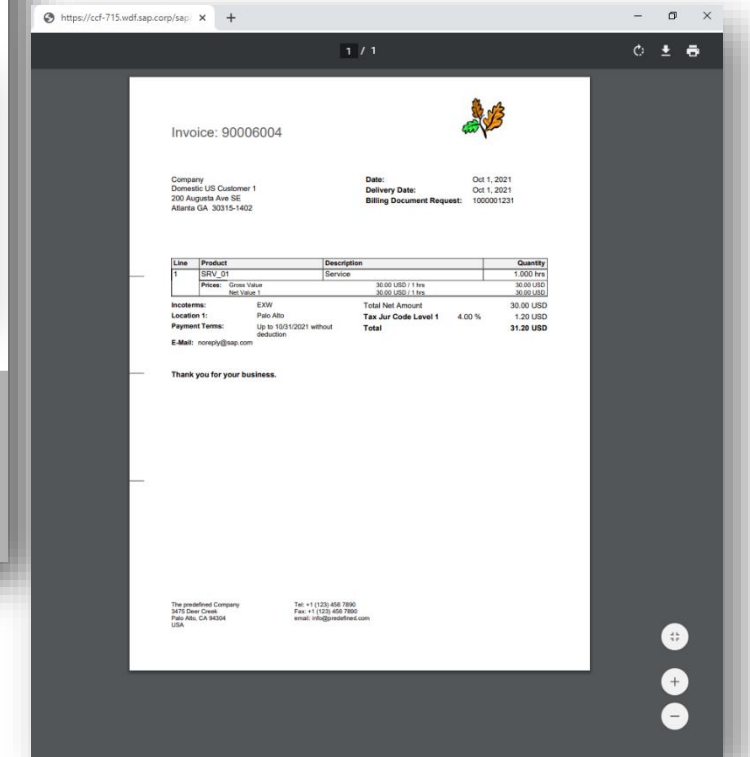 https://ccf-715.wdf.sap.corp/sap
1 / 1
Invoice: 90006004
Company
Domestic US Customer 1
200 Augusta Ave SE
Atlanta GA 30315-1402
Date: Oct 1, 2021
Delivery Date: Oct 1, 2021
Billing Document Request: 1000001231
Line Product Description Quantity
1 SRV_01 Service 1.000 hrs
Prices: Gross Value 30.00 USD / 1 hrs 30.00 USD
Net Value 1 30.00 USD / 1 hrs 30.00 USD
Incoterms: EXW
Location 1: Palo Alto
Payment Terms: Up to 10/31/2021 without
deduction
E-Mail: noreply@sap.com
Total Net Amount 30.00 USD
Tax Jur Code Level 1 4.00 % 1.20 USD
Total 31.20 USD
Thank you for your business.
The predefined Company
3475 Deer Creek
Palo Alto, CA 94304
USA
Tel: +1 (123) 456 7890
Fax: +1 (123) 456 7890
email: info@predefined.com